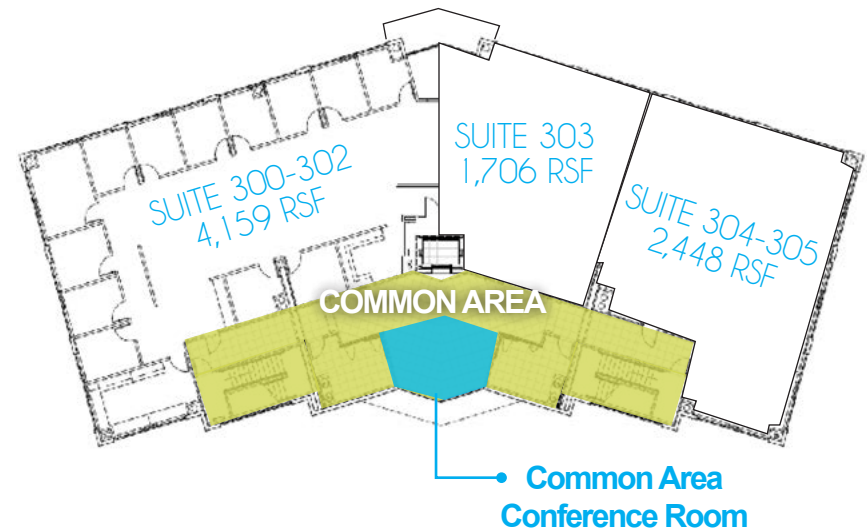 SUITE 300-302
4,159 RSF
SUITE 303
1,706 RSF
SUITE 304-305
2,448 RSF
COMMON AREA
Common Area
Conference Room